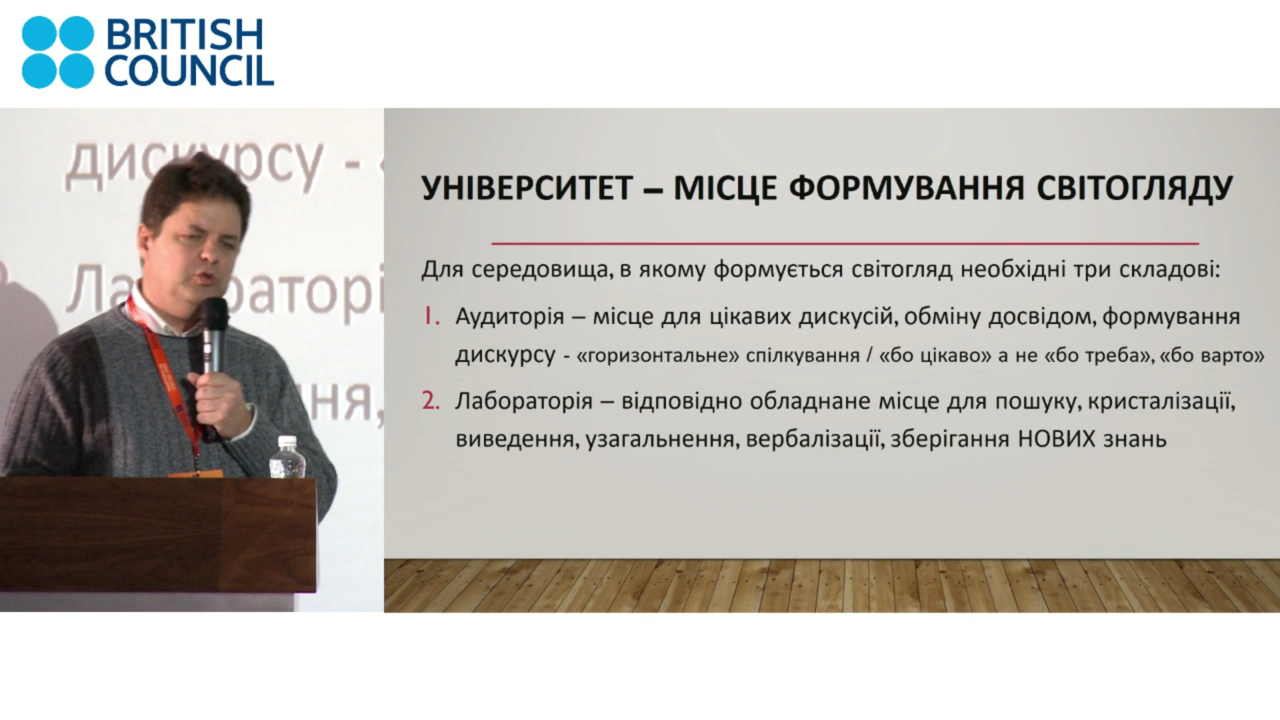 BRITISH
COUNCIL
дискурсу -
Лабораторі
ня,
УНІВЕРСИТЕТ – МІСЦЕ ФОРМУВАННЯ СВІТОГЛЯДУ
Для середовища, в якому формується світогляд необхідні три складові:
1. Аудиторія – місце для цікавих дискусій, обміну досвідом, формування
дискурсу - «горизонтальне» спілкування / «бо цікаво» а не «бо треба», «бо варто»
2. Лабораторія – відповідно обладнане місце для пошуку, кристалізації,
виведення, узагальнення, вербалізації, зберігання НОВИХ знань